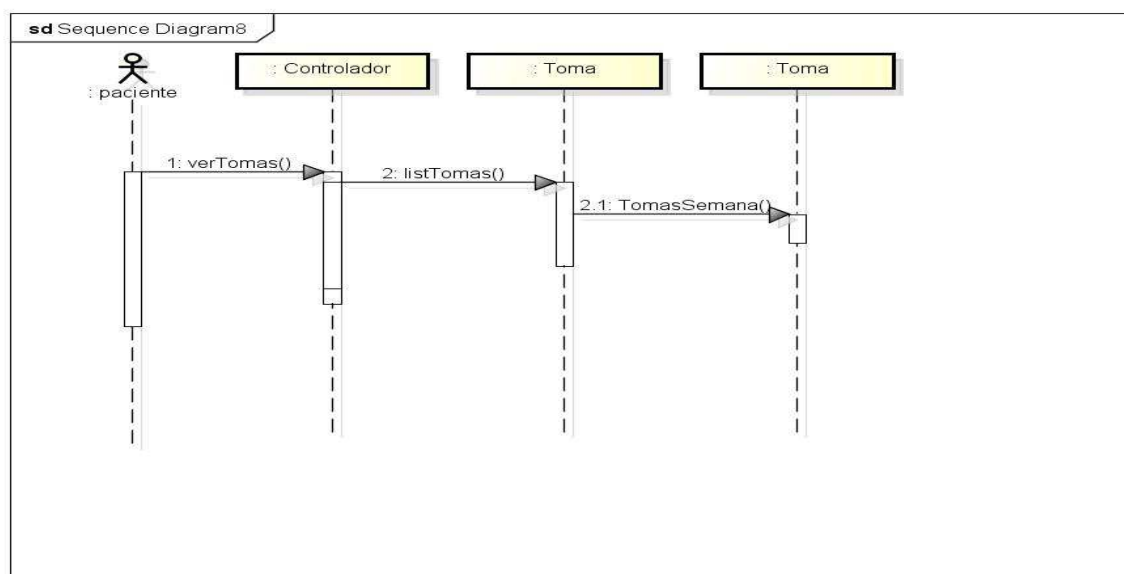 sd Sequence Diagram8
: paciente
: Controlador
: Toma
: Toma
1: verTomas()
2: listTomas()
2.1: TomasSemana()